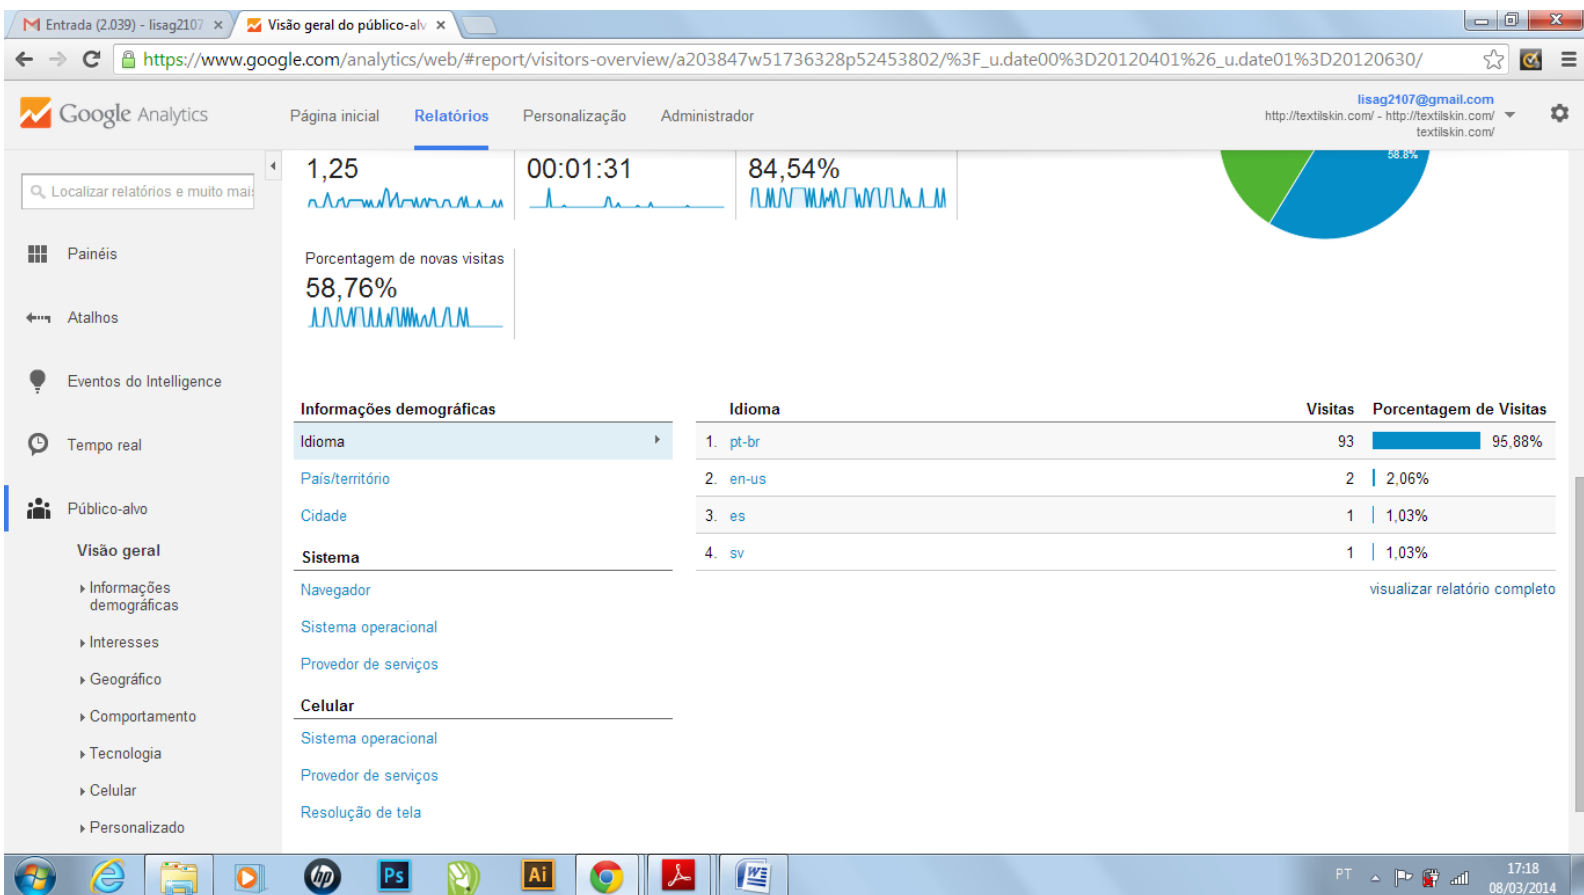 Entrada (2.039) - lisag2107
Visão geral do público-alv
https://www.google.com/analytics/web/#report/visitors-overview/a203847w51736328p52453802/%3F_u.date00%3D20120401%26_u.date01%3D20120630/
Google Analytics
Página inicial Relatórios Personalização Administrador
lisag2107@gmail.com
http://textilskin.com/ - http://textilskin.com/
textilskin.com/
Localizar relatórios e muito mais
Painéis
Atalhos
Eventos do Intelligence
Tempo real
Público-alvo
Visão geral
Informações
demográficas
Interesses
Geográfico
Comportamento
Tecnologia
Celular
Personalizado
1,25 00:01:31 84,54%
58.8%
Porcentagem de novas visitas
58,76%
Informações demográficas
Idioma
País/território
Cidade
Sistema
Navegador
Sistema operacional
Provedor de serviços
Celular
Sistema operacional
Provedor de serviços
Resolução de tela
Idioma Visitas Porcentagem de Visitas
1. pt-br 93 95,88%
2. en-us 2 2,06%
3. es 1 1,03%
4. sv 1 1,03%
visualizar relatório completo
hp Ps Ai W
PT 17:18
08/03/2014